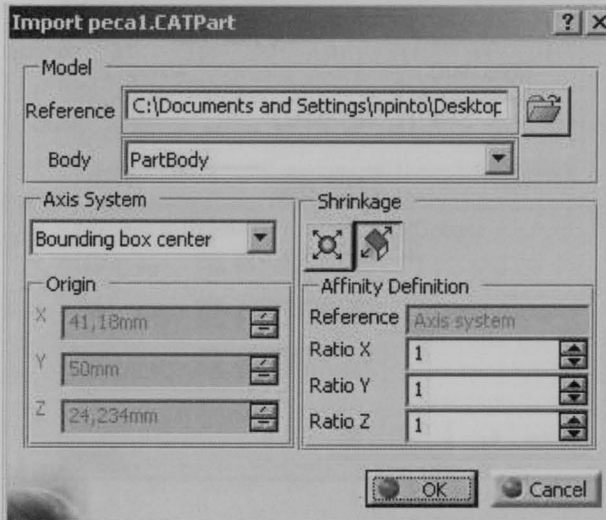 Import peca1.CATPart
Model
Reference C:\Documents and Settings\npinto\Desktop
Body PartBody
Axis System
Bounding box center
Origin
X 41,18mm
Y 50mm
Z 24,234mm
Shrinkage
Affinity Definition
Reference Axis system
Ratio X 1
Ratio Y 1
Ratio Z 1
OK Cancel